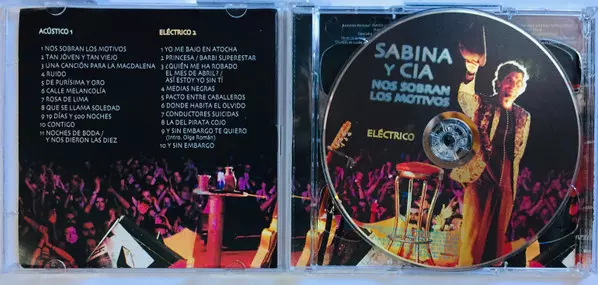 ACÚSTICO 1
1 NOS SOBRAN LOS MOTIVOS
2 TAN JÓVEN Y TAN VIEJO
3 UNA CANCIÓN PARA LA MAGDALENA
4 RUIDO
5 DE PURÍSIMA Y ORO
6 CALLE MELANCOLÍA
7 ROSA DE LIMA
8 QUE SE LLAMA SOLEDAD
9 19 DÍAS Y 500 NOCHES
10 CONTIGO
11 NOCHES DE BODA /
Y NOS DIERON LAS DIEZ
ELÉCTRICO 2
1 YO ME BAJO EN ATOCHA
2 PRINCESA / BARBI SUPERESTAR
3 ¿QUIÉN ME HA ROBADO
EL MES DE ABRIL? /
ASÍ ESTOY YO SIN TÍ
4 MEDIAS NEGRAS
5 PACTO ENTRE CABALLEROS
6 DONDE HABITA EL OLVIDO
7 CONDUCTORES SUICIDAS
8 LA DEL PIRATA COJO
9 Y SIN EMBARGO TE QUIERO
(Intro. Olga Román)
10 Y SIN EMBARGO
SABINA
Y CIA
NOS SOBRAN
LOS MOTIVOS
ELÉCTRICO